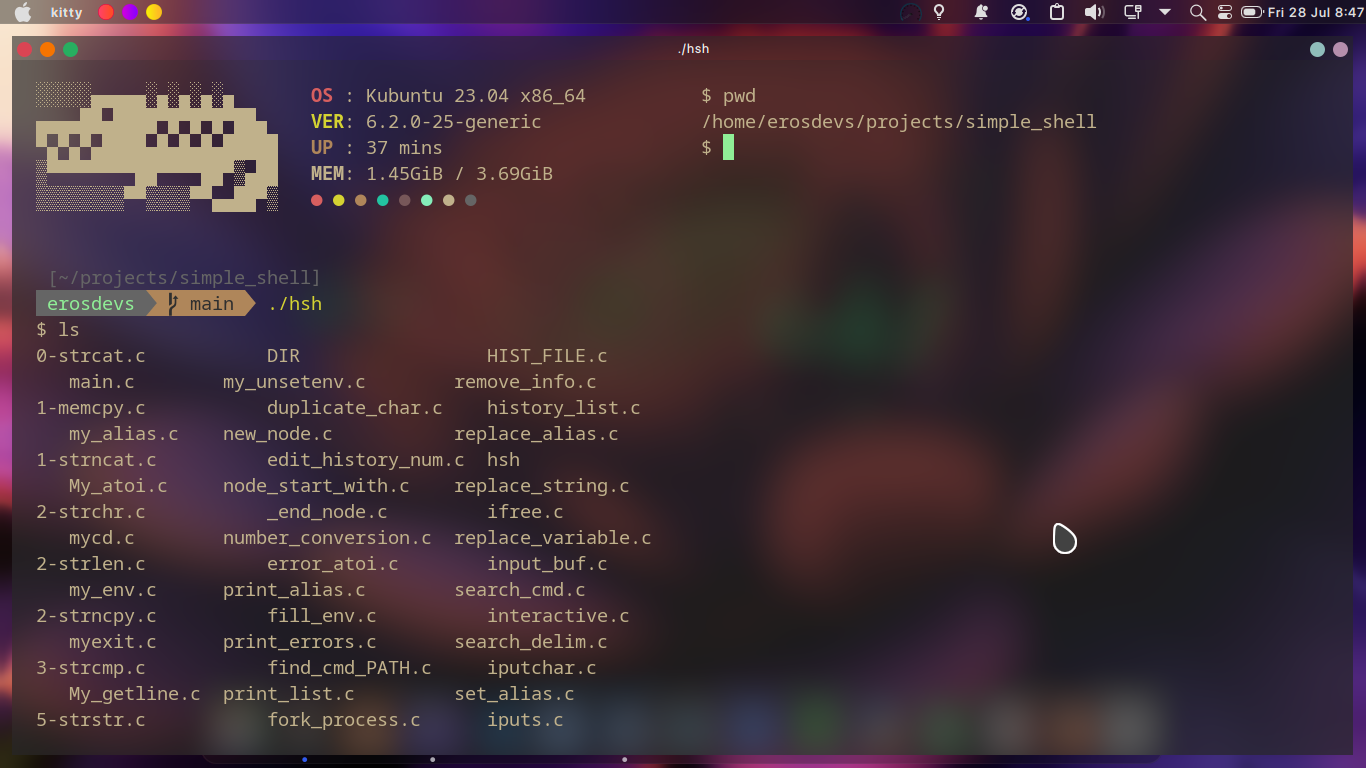 kitty
Fri 28 Jul 8:47
./hsh
OS : Kubuntu 23.04 x86_64
VER: 6.2.0-25-generic
UP : 37 mins
MEM: 1.45GiB / 3.69GiB
[~/projects/simple_shell]
erosdevs main ./hsh
$ ls
0-strcat.c DIR HIST_FILE.c
main.c my_unsetenv.c remove_info.c
1-memcpy.c duplicate_char.c history_list.c
my_alias.c new_node.c replace_alias.c
1-strncat.c edit_history_num.c hsh
My_atoi.c node_start_with.c replace_string.c
2-strchr.c _end_node.c ifree.c
mycd.c number_conversion.c replace_variable.c
2-strlen.c error_atoi.c input_buf.c
my_env.c print_alias.c search_cmd.c
2-strncpy.c fill_env.c interactive.c
myexit.c print_errors.c search_delim.c
3-strcmp.c find_cmd_PATH.c iputchar.c
My_getline.c print_list.c set_alias.c
5-strstr.c fork_process.c iputs.c
$ pwd
/home/erosdevs/projects/simple_shell
$